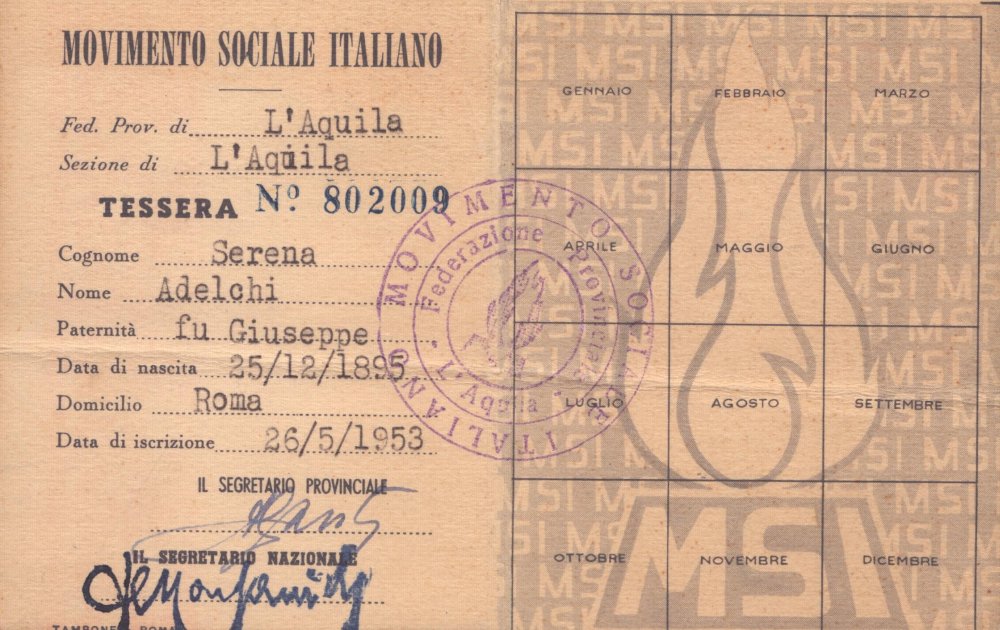 MOVIMENTO SOCIALE ITALIANO
Fed. Prov. di L'Aquila
Sezione di L'Aquila
TESSERA Nº 802009
Cognome Serena
Nome Adelchi
Paternità fu Giuseppe
Data di nascita 25/12/1895
Domicilio Roma
Data di iscrizione 26/5/1953
IL SEGRETARIO PROVINCIALE
IL SEGRETARIO NAZIONALE
TAMBONE ROMA
MOVIMENTO SOCIALE ITALIANO
Federazione Provinciale
L'Aquila
GENNAIO FEBBRAIO MARZO
APRILE MAGGIO GIUGNO
LUGLIO AGOSTO SETTEMBRE
OTTOBRE NOVEMBRE DICEMBRE
MSI